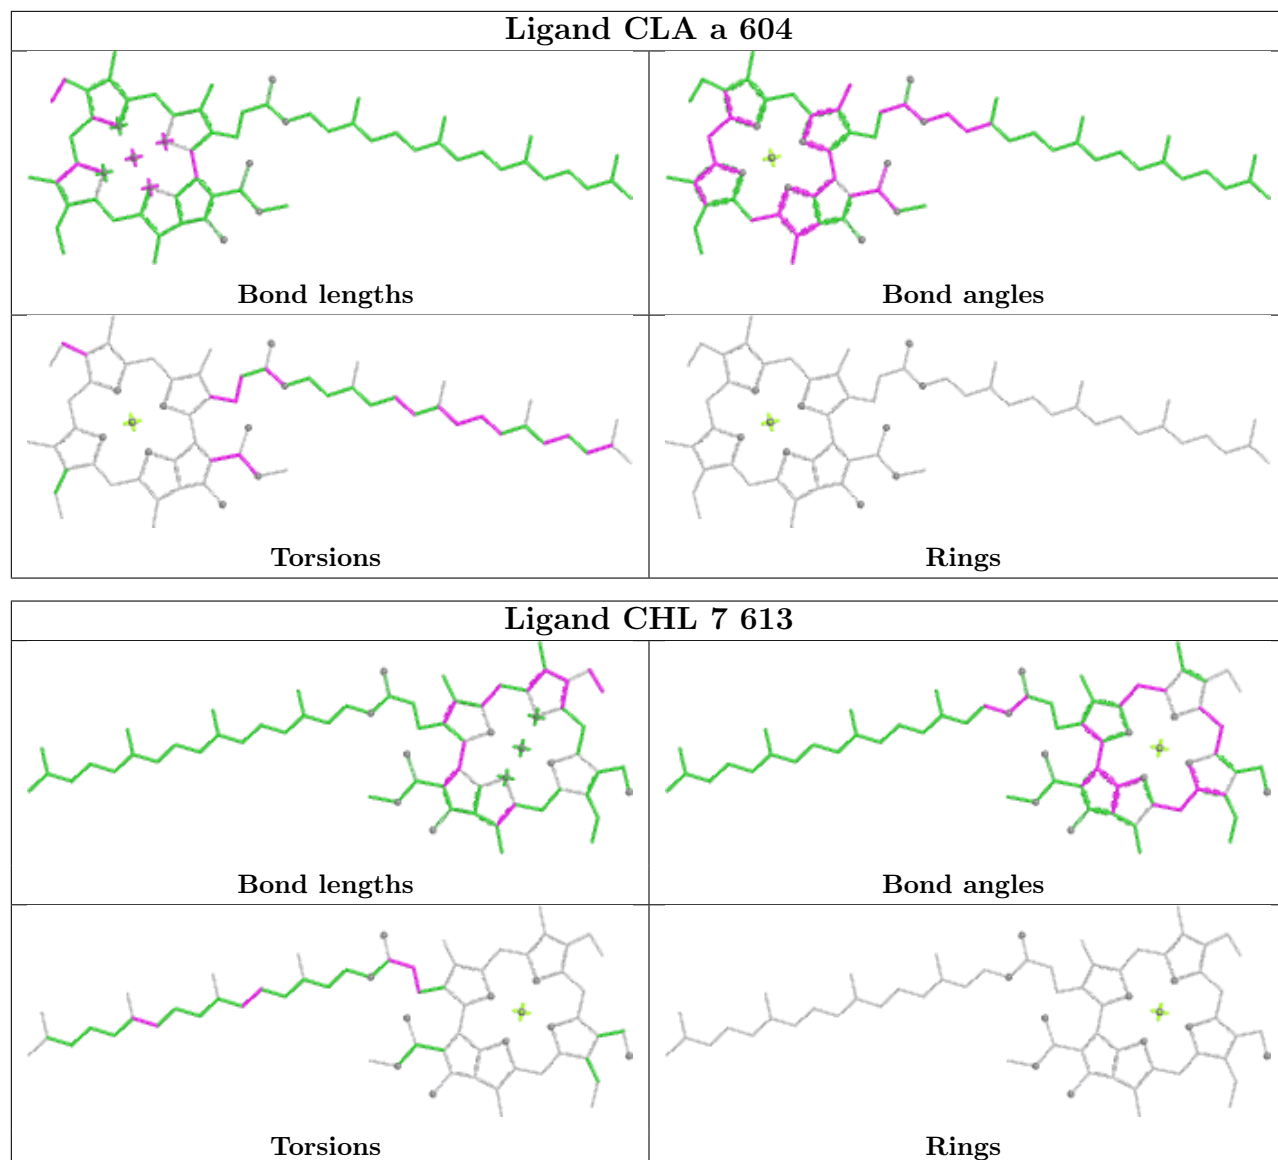 Ligand CLA a 604
Bond lengths
Bond angles
Torsions
Rings
Ligand CHL 7 613
Bond lengths
Bond angles
Torsions
Rings